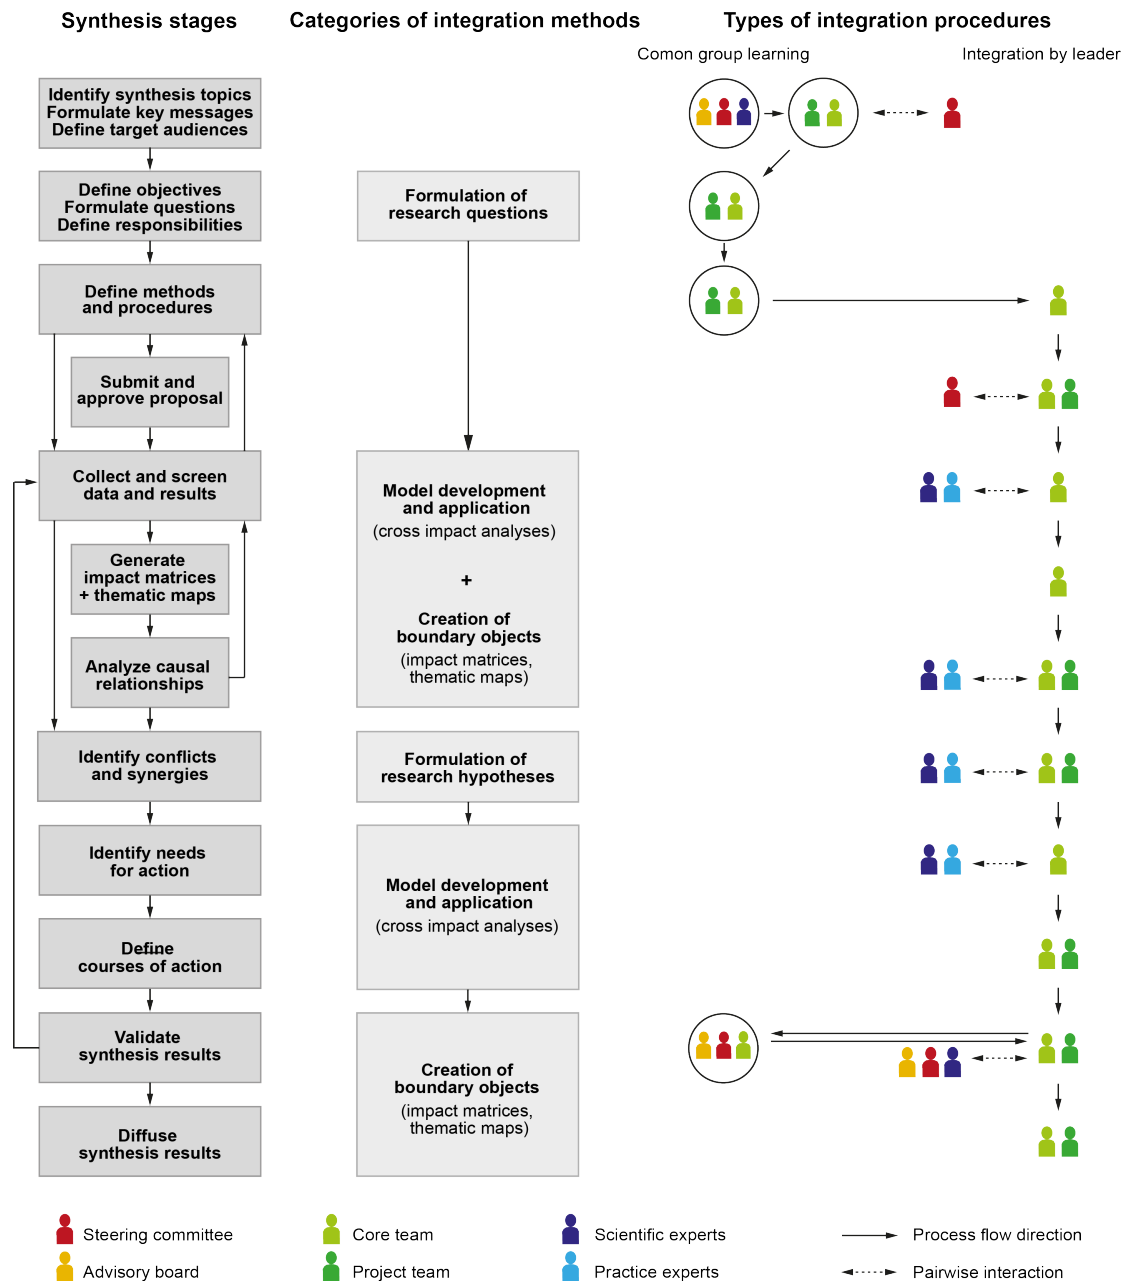 Synthesis stages
Categories of integration methods
Types of integration procedures
Comon group learning
Integration by leader
Identify synthesis topics
Formulate key messages
Define target audiences
Define objectives
Formulate questions
Define responsibilities
Formulation of
research questions
Define methods
and procedures
Submit and
approve proposal
Collect and screen
data and results
Model development
and application
(cross impact analyses)
+
Creation of
boundary objects
(impact matrices,
thematic maps)
Generate
impact matrices
+ thematic maps
Analyze causal
relationships
Identify conflicts
and synergies
Formulation of
research hypotheses
Identify needs
for action
Model development
and application
(cross impact analyses)
Define
courses of action
Validate
synthesis results
Creation of
boundary objects
(impact matrices,
thematic maps)
Diffuse
synthesis results
Steering committee
Core team
Scientific experts
Process flow direction
Advisory board
Project team
Practice experts
Pairwise interaction